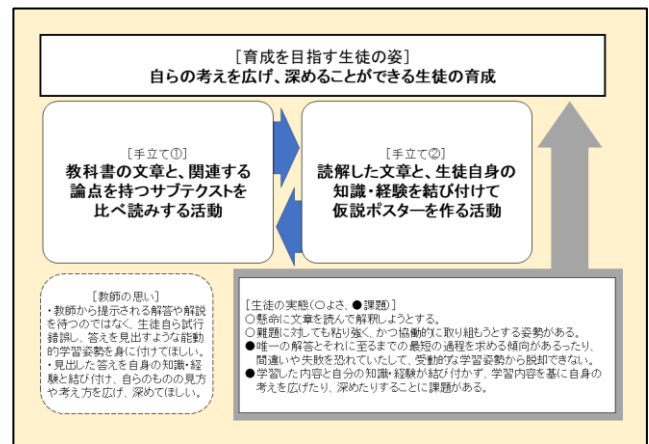 [育成を目指す生徒の姿]
自らの考えを広げ、深めることができる生徒の育成
[手立て①]
教科書の文章と、関連する
論点を持つサブテクストを
比べ読みする活動
[手立て②]
読解した文章と、生徒自身の
知識・経験を結び付けて
仮説ポスターを作る活動
[教師の思い]
・教師から提示される解答や解説
を待つのではなく、生徒自ら試行
錯誤し、答えを見出すような能動
的学習姿勢を身に付けてほしい。
・見出した答えを自身の知識・経
験と結び付け、自らのものの見方
や考え方を広げ、深めてほしい。
[生徒の実態(○よさ、●課題)]
○懸命に文章を読んで解釈しようとする。
○難題に対しても粘り強く、かつ協働的に取り組もうとする姿勢がある。
●唯一の解答とそれに至るまでの最短の過程を求める傾向があるったり、
間違いや失敗を恐れていたして、受動的な学習姿勢から脱却できない。
●学習した内容と自分の知識・経験が結び付かず、学習内容を基に自身の
考えを広げたり、深めたりすることに課題がある。